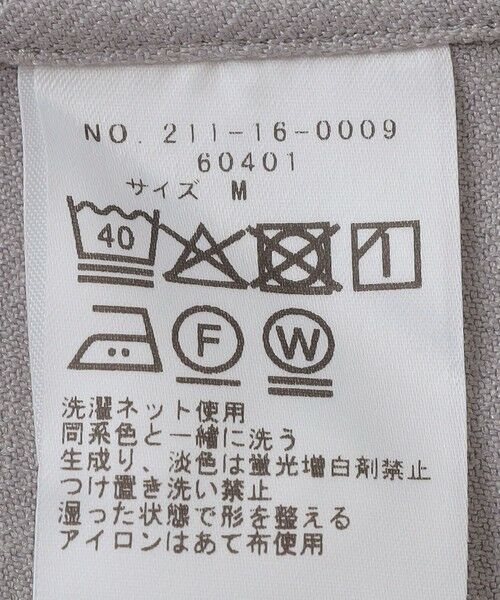 NO. 211-16-0009
60401
サイズ M
40
F W
洗濯ネット使用
同系色と一緒に洗う
生成り、淡色は蛍光増白剤禁止
つけ置き洗い禁止
湿った状態で形を整える
アイロンはあて布使用